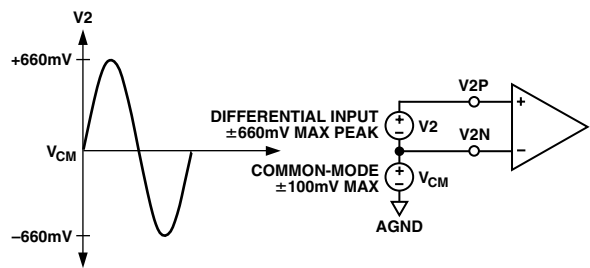 V2
+660mV
VCM
–660mV
DIFFERENTIAL INPUT
±660mV MAX PEAK
V2
COMMON-MODE
±100mV MAX
VCM
AGND
V2P
V2N
+
–
+
–
+
–